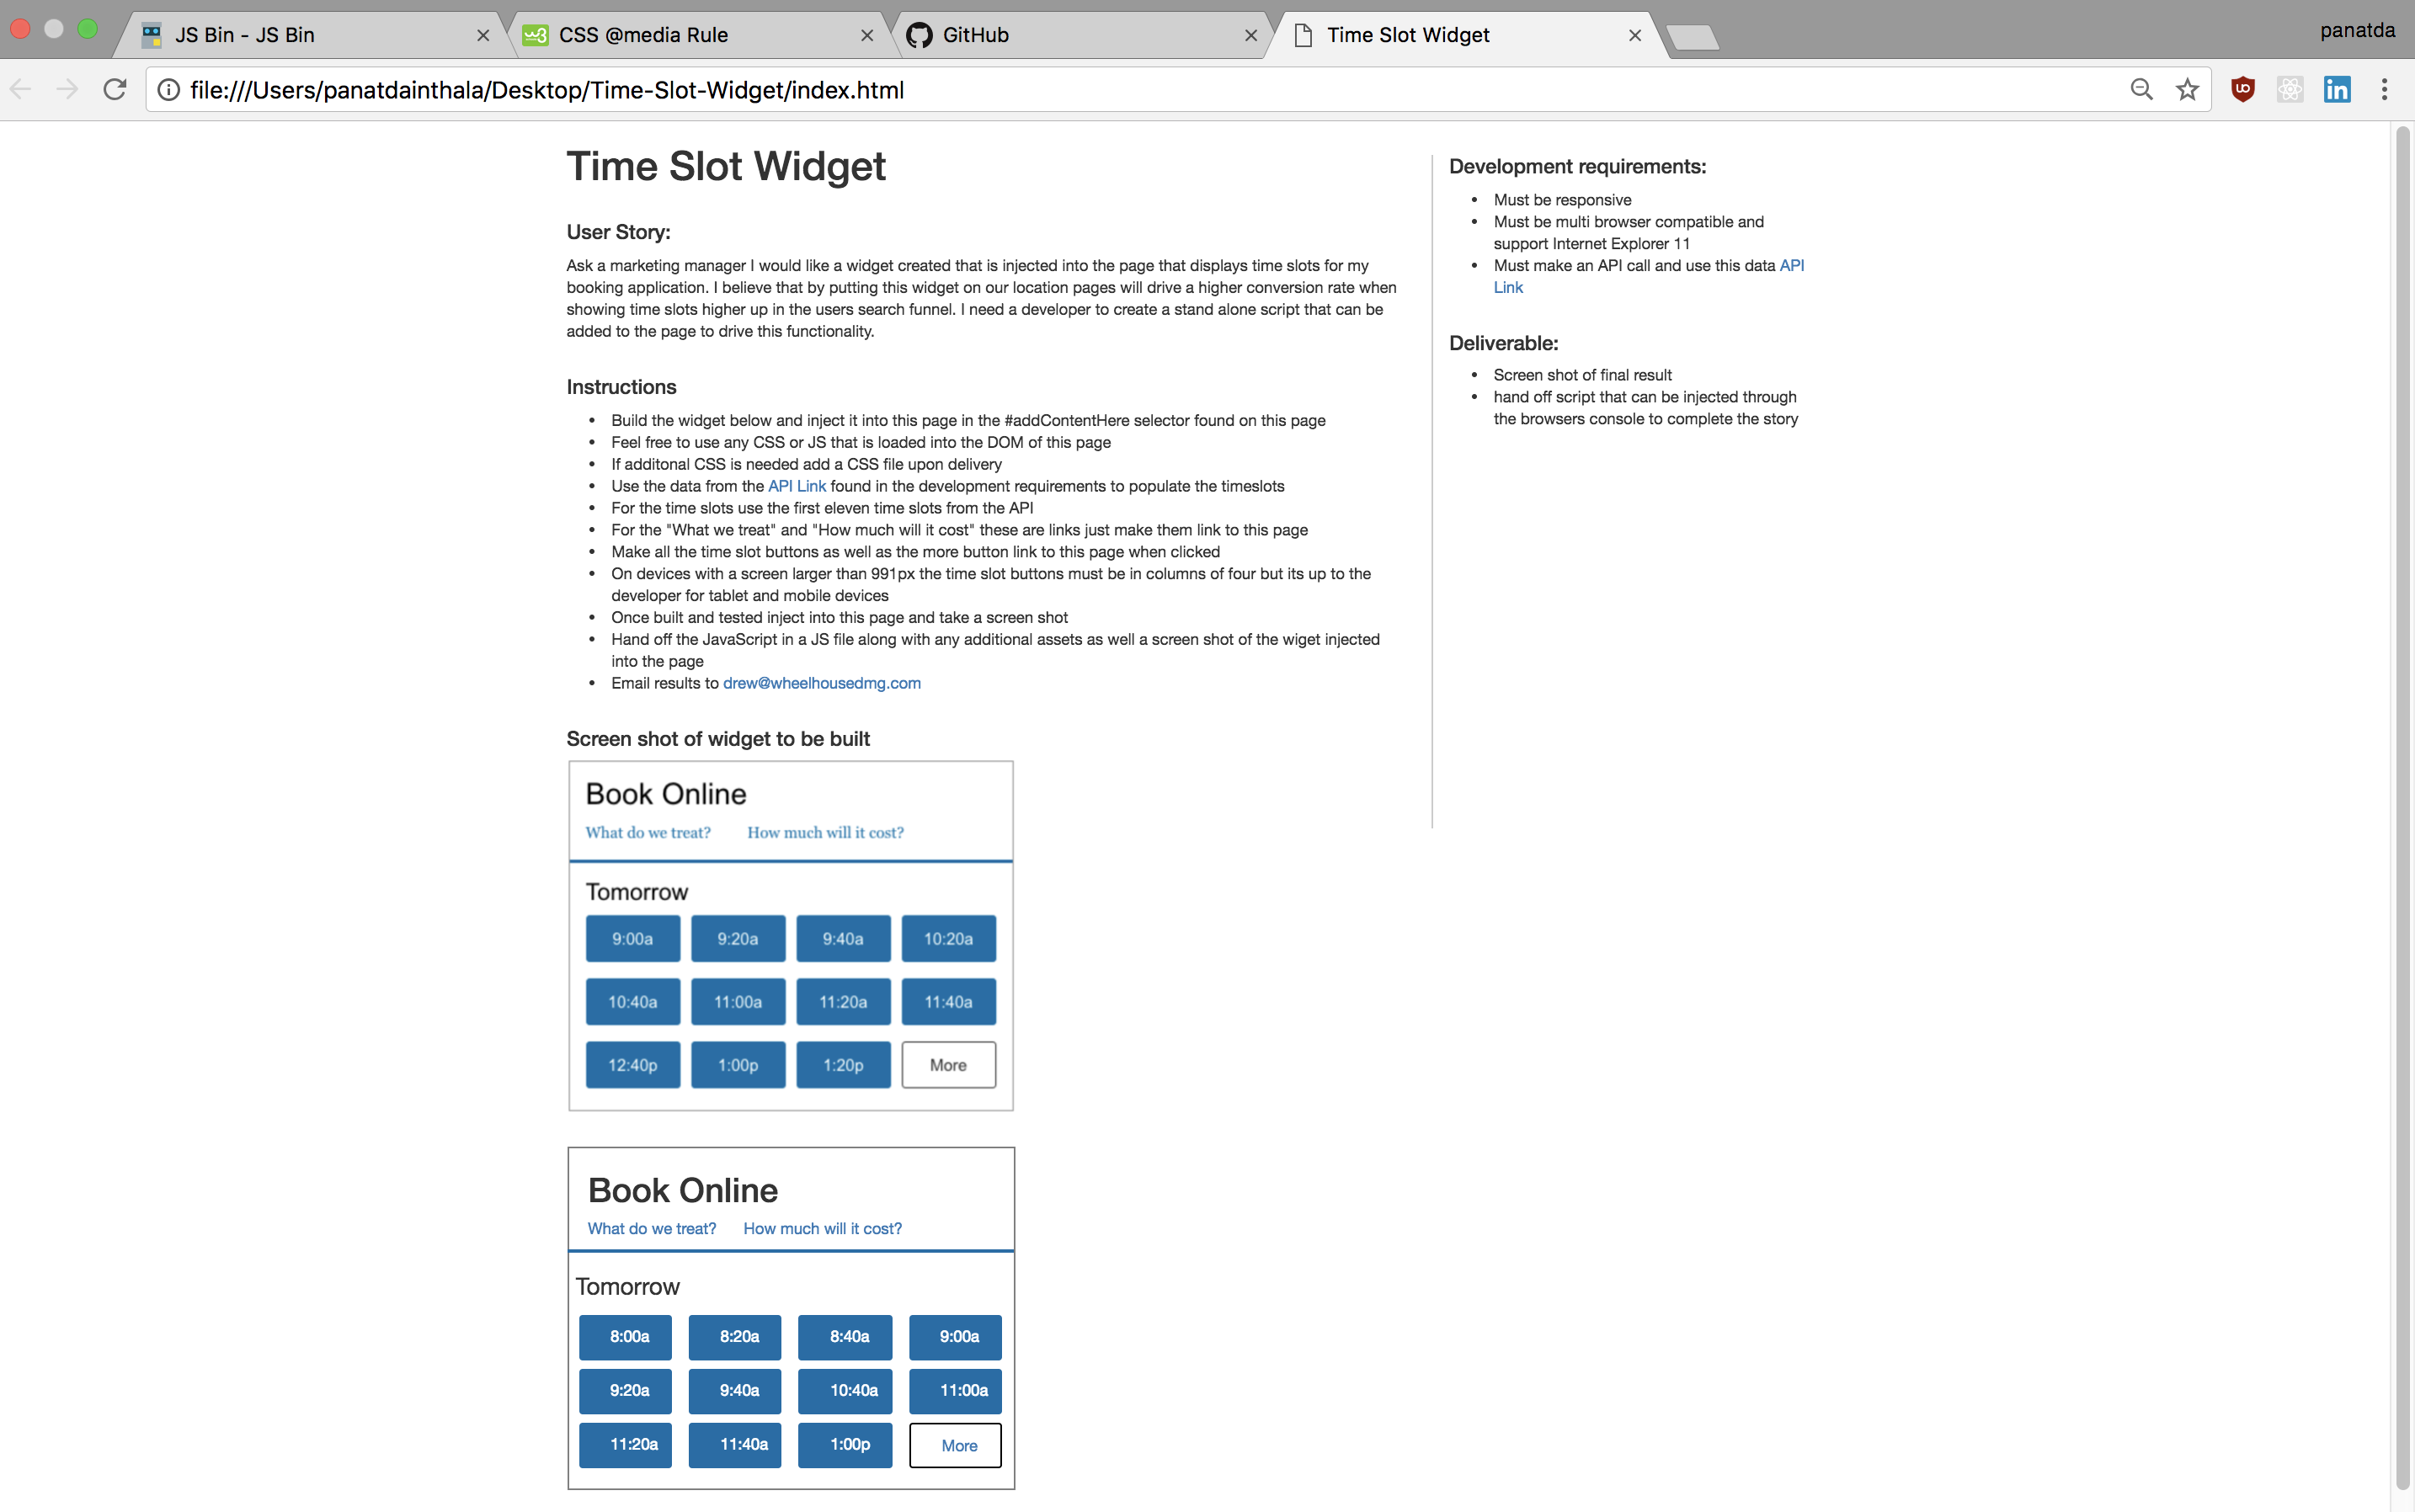 JS Bin - JS Bin
CSS @media Rule
GitHub
Time Slot Widget
panatda
file:///Users/panatdainthala/Desktop/Time-Slot-Widget/index.html
Time Slot Widget
User Story:
Ask a marketing manager I would like a widget created that is injected into the page that displays time slots for my
booking application. I believe that by putting this widget on our location pages will drive a higher conversion rate when
showing time slots higher up in the users search funnel. I need a developer to create a stand alone script that can be
added to the page to drive this functionality.
Instructions
• Build the widget below and inject it into this page in the #addContentHere selector found on this page
• Feel free to use any CSS or JS that is loaded into the DOM of this page
• If additonal CSS is needed add a CSS file upon delivery
• Use the data from the API Link found in the development requirements to populate the timeslots
• For the time slots use the first eleven time slots from the API
• For the "What we treat" and "How much will it cost" these are links just make them link to this page
• Make all the time slot buttons as well as the more button link to this page when clicked
• On devices with a screen larger than 991px the time slot buttons must be in columns of four but its up to the
developer for tablet and mobile devices
• Once built and tested inject into this page and take a screen shot
• Hand off the JavaScript in a JS file along with any additional assets as well a screen shot of the wiget injected
into the page
• Email results to drew@wheelhousedmg.com
Development requirements:
• Must be responsive
• Must be multi browser compatible and
support Internet Explorer 11
• Must make an API call and use this data API
Link
Deliverable:
• Screen shot of final result
• hand off script that can be injected through
the browsers console to complete the story
Screen shot of widget to be built
Book Online
What do we treat? How much will it cost?
Tomorrow
9:00a 9:20a 9:40a 10:20a
10:40a 11:00a 11:20a 11:40a
12:40p 1:00p 1:20p More
Book Online
What do we treat? How much will it cost?
Tomorrow
8:00a 8:20a 8:40a 9:00a
9:20a 9:40a 10:40a 11:00a
11:20a 11:40a 1:00p More